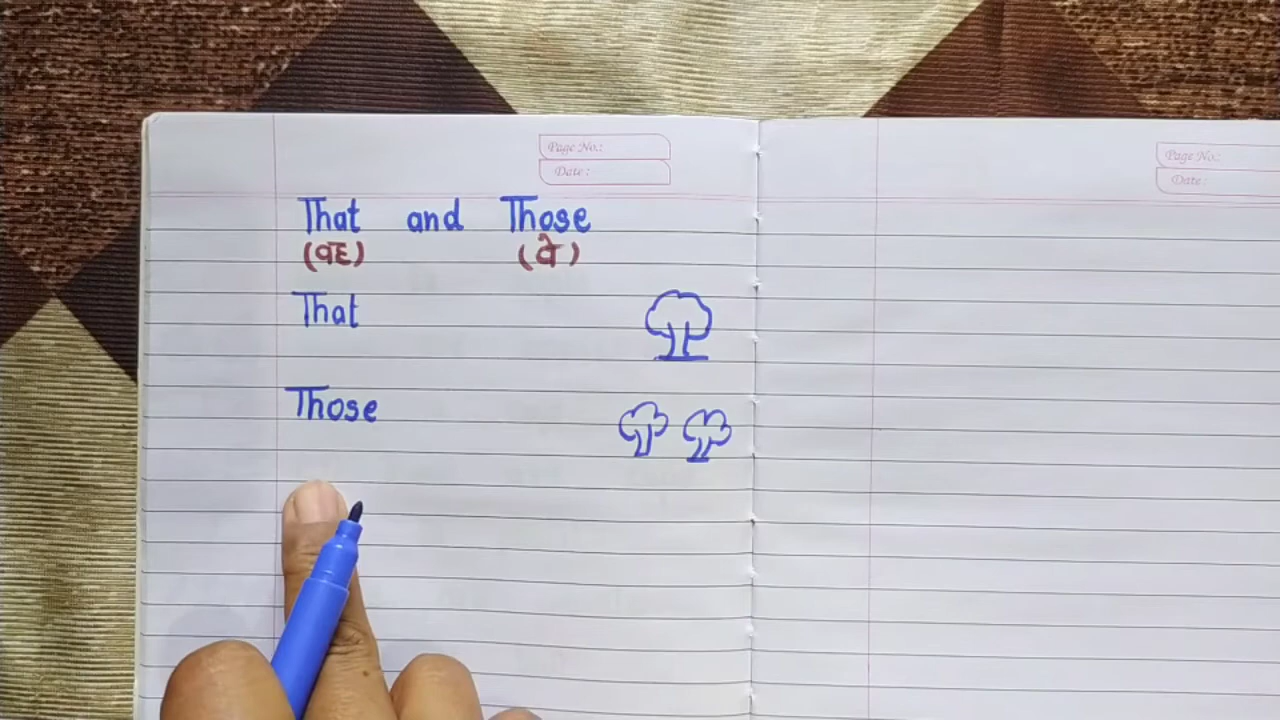 Page No.:
Date :
That and Those
(वह) (वे)
That
Those
Page No.:
Date :